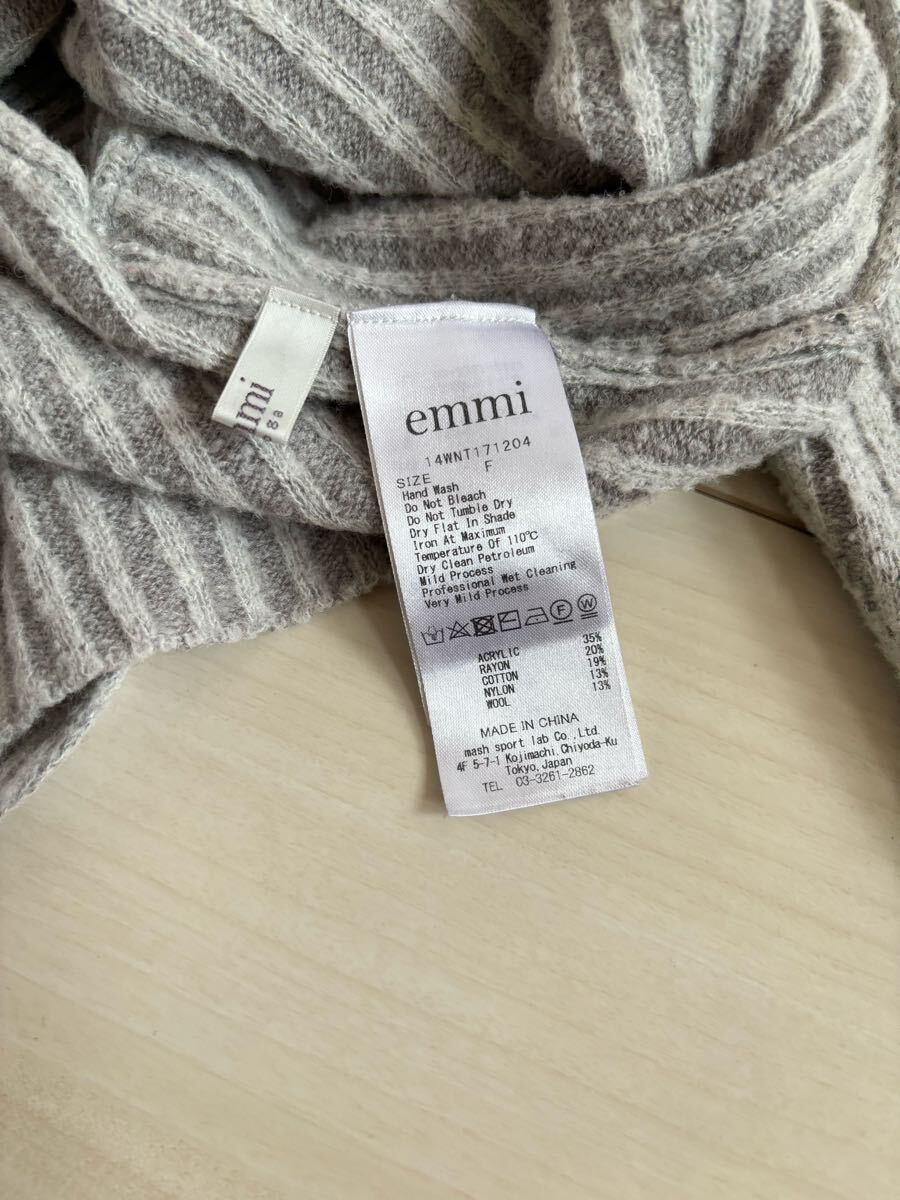 emmi
14WNT171204
SIZE F
Hand Wash
Do Not Bleach
Do Not Tumble Dry
Dry Flat In Shade
Iron At Maximum
Temperature Of 110℃
Dry Clean Petroleum
Mild Process
Professional Wet Cleaning
Very Mild Process
F W
ACRYLIC 35%
RAYON 20%
COTTON 19%
NYLON 13%
WOOL 13%
MADE IN CHINA
mash sport lab Co.,Ltd.
4F 5-7-1 Kojimachi.Chiyoda-Ku
Tokyo,Japan
TEL 03-3261-2862